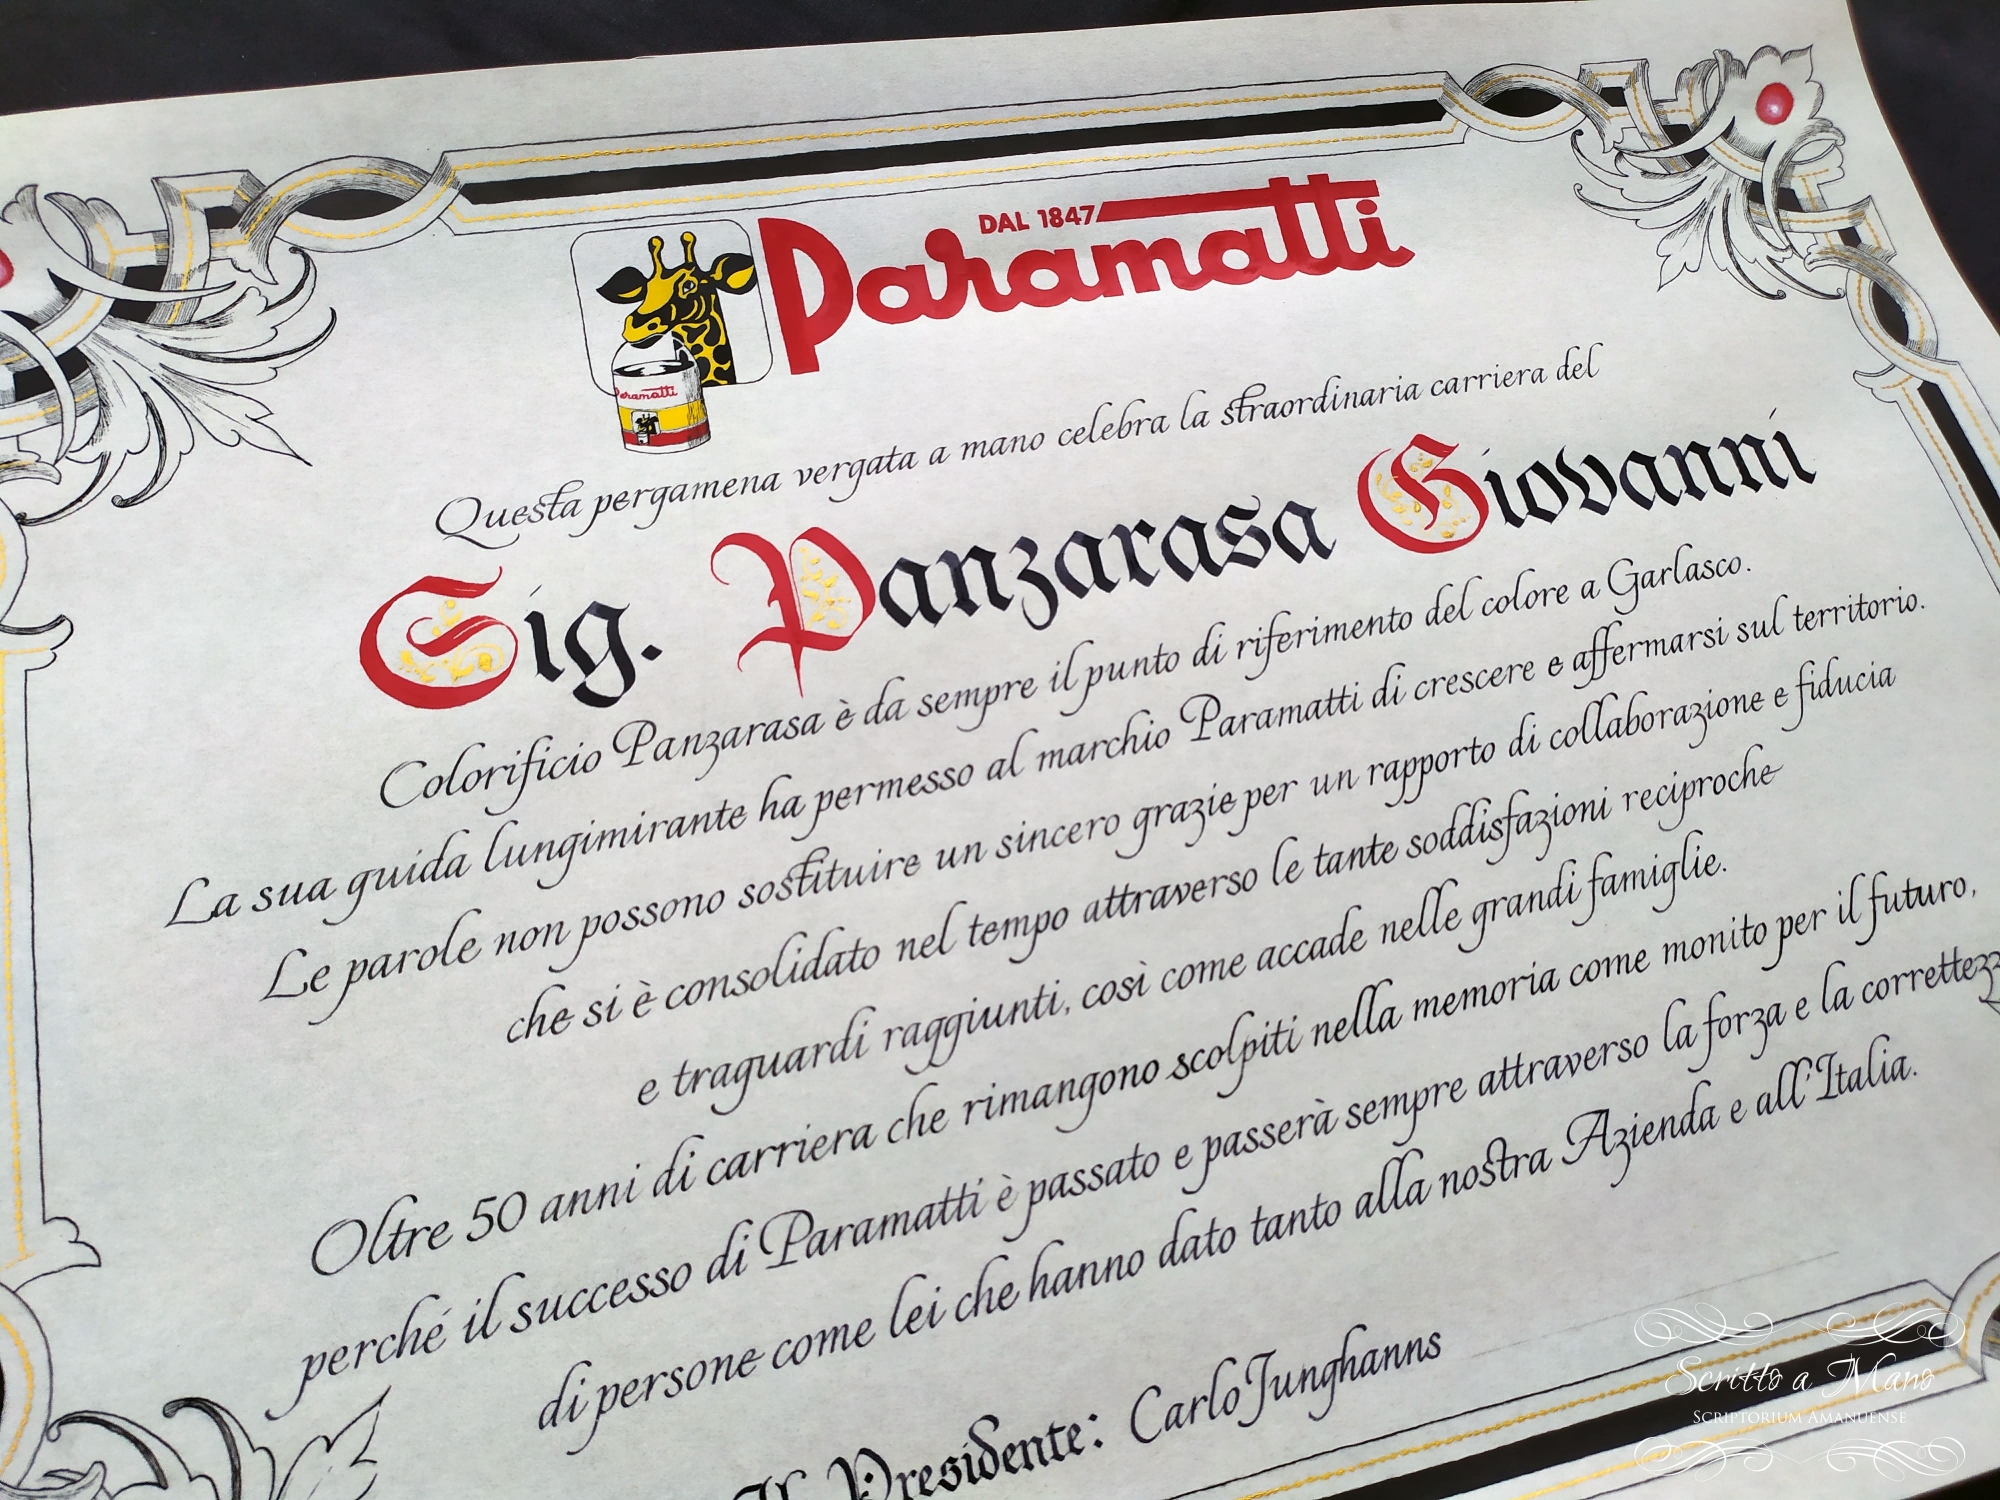 DAL 1847
Paramatti
Paramatti
Questa pergamena vergata a mano celebra la straordinaria carriera del
Sig. Panzarasa Giovanni
Colorificio Panzarasa è da sempre il punto di riferimento del colore a Garlasco.
La sua guida lungimirante ha permesso al marchio Paramatti di crescere e affermarsi sul territorio.
Le parole non possono sostituire un sincero grazie per un rapporto di collaborazione e fiducia
che si è consolidato nel tempo attraverso le tante soddisfazioni reciproche
e traguardi raggiunti, così come accade nelle grandi famiglie.
Oltre 50 anni di carriera che rimangono scolpiti nella memoria come monito per il futuro,
perché il successo di Paramatti è passato e passerà sempre attraverso la forza e la correttezz
di persone come lei che hanno dato tanto alla nostra Azienda e all'Italia.
Il Presidente: Carlo Junghanns
Scritto a Mano
SCRIPTORIUM AMANUENSE